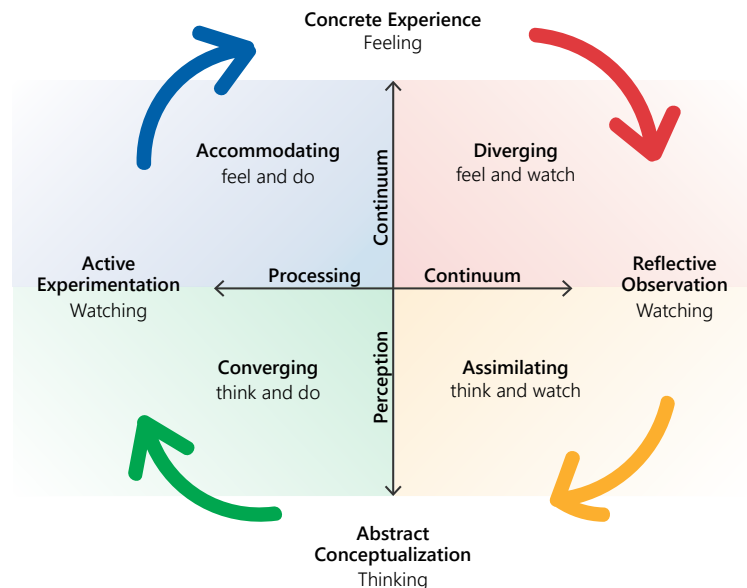 Concrete Experience
Feeling
Accommodating
feel and do
Diverging
feel and watch
Continuum
Active
Experimentation
Watching
Processing
Continuum
Reflective
Observation
Watching
Converging
think and do
Perception
Assimilating
think and watch
Abstract
Conceptualization
Thinking